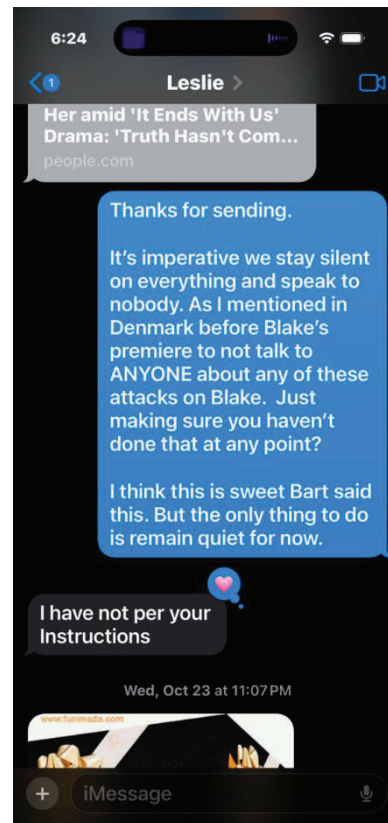 6:24
1
Leslie
Her amid 'It Ends With Us'
Drama: 'Truth Hasn't Com...
people.com
Thanks for sending.
It's imperative we stay silent
on everything and speak to
nobody. As I mentioned in
Denmark before Blake's
premiere to not talk to
ANYONE about any of these
attacks on Blake.  Just
making sure you haven't
done that at any point?
I think this is sweet Bart said
this. But the only thing to do
is remain quiet for now.
I have not per your
Instructions
Wed, Oct 23 at 11:07 PM
www.funimada.com
iMessage